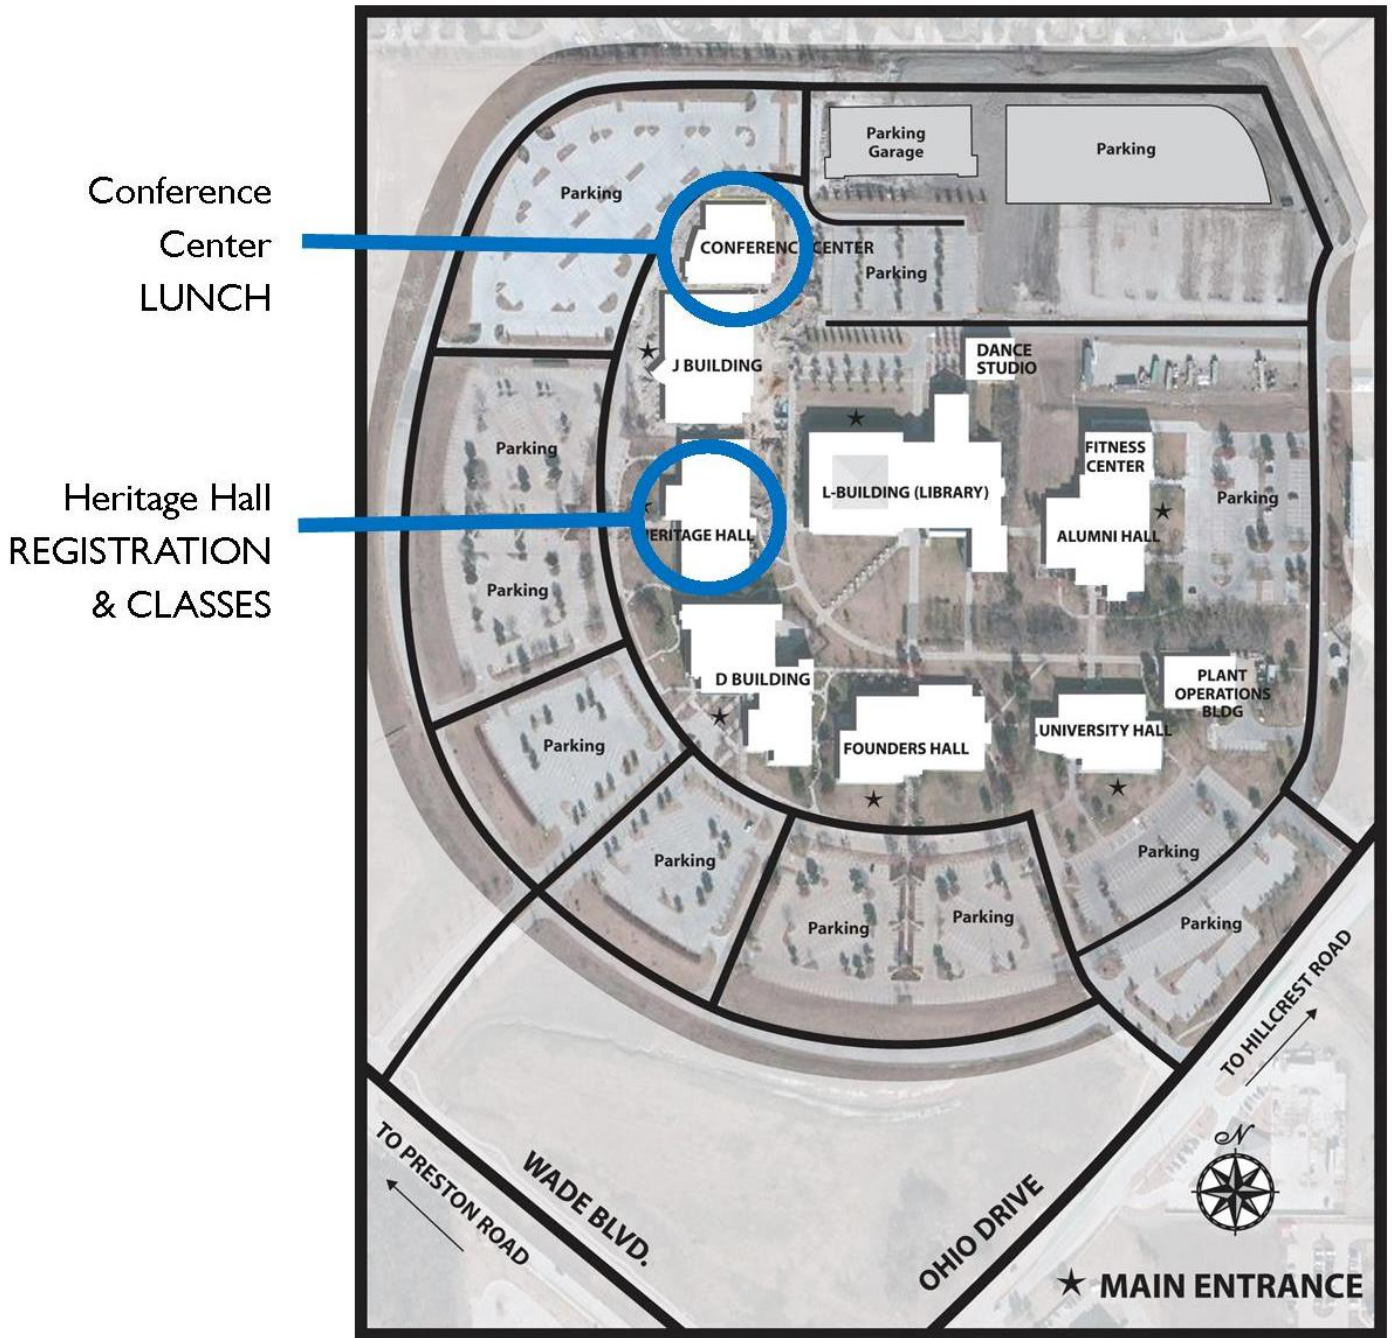 Conference
Center
LUNCH
Heritage Hall
REGISTRATION
& CLASSES
Parking
Garage
Parking
Parking
CONFERENCE CENTER
Parking
J BUILDING
DANCE
STUDIO
Parking
FITNESS
CENTER
L-BUILDING (LIBRARY)
Parking
HERITAGE HALL
ALUMNI HALL
Parking
D BUILDING
PLANT
OPERATIONS
BLDG
Parking
FOUNDERS HALL
UNIVERSITY HALL
Parking
Parking
Parking
Parking
Parking
TO HILLCREST ROAD
TO PRESTON ROAD
WADE BLVD.
OHIO DRIVE
N
★ MAIN ENTRANCE